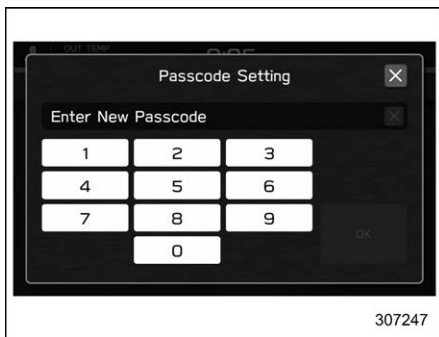 OUT TEMP
Passcode Setting
Enter New Passcode
1 2 3
4 5 6
7 8 9
OK
0
307247